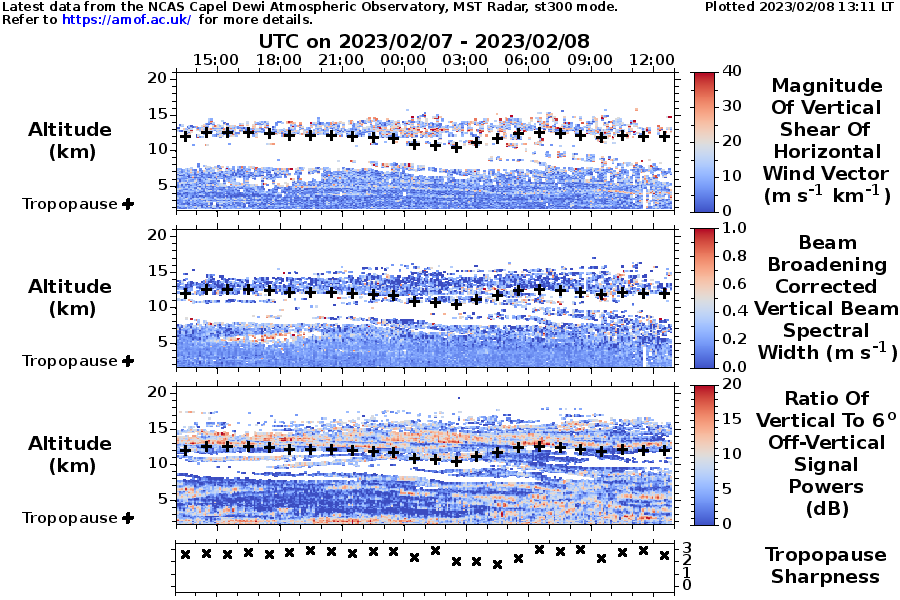 Latest data from the NCAS Capel Dewi Atmospheric Observatory, MST Radar, st300 mode.
Plotted 2023/02/08 13:11 LT
Refer to https://amof.ac.uk/ for more details.
UTC on 2023/02/07 - 2023/02/08
15:00 18:00 21:00 00:00 03:00 06:00 09:00 12:00
Altitude
(km)
Tropopause
20
15
10
5
40
30
20
10
0
Magnitude
Of Vertical
Shear Of
Horizontal
Wind Vector
(m s-1 km-1)
Altitude
(km)
Tropopause
20
15
10
5
1.0
0.8
0.6
0.4
0.2
0.0
Beam
Broadening
Corrected
Vertical Beam
Spectral
Width (m s-1)
Altitude
(km)
Tropopause
20
15
10
5
20
15
10
5
0
Ratio Of
Vertical To 6o
Off-Vertical
Signal
Powers
(dB)
3
2
1
0
Tropopause
Sharpness